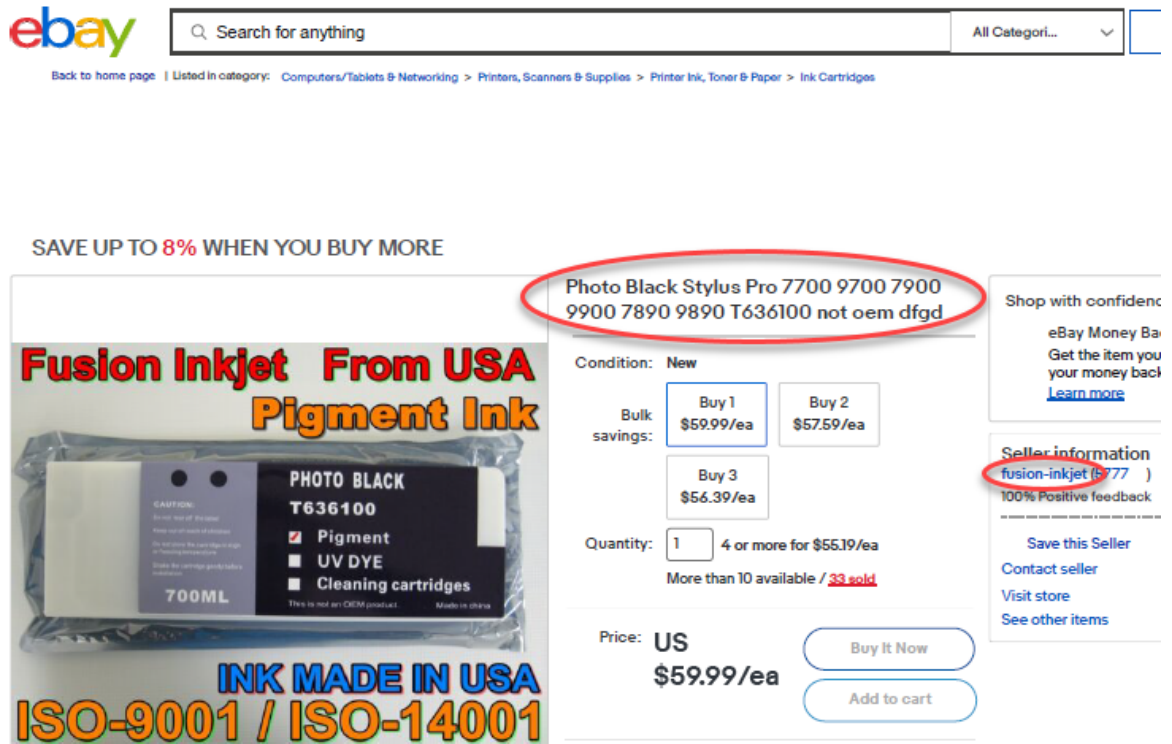 ebay
Search for anything
All Categori...
Back to home page | Listed in category: Computers/Tablets & Networking > Printers, Scanners & Supplies > Printer Ink, Toner & Paper > Ink Cartridges
SAVE UP TO 8% WHEN YOU BUY MORE
Fusion Inkjet From USA
Pigment Ink
CAUTION:
PHOTO BLACK
T636100
Pigment
UV DYE
Cleaning cartridges
700ML
This is not an OEM product. Made in china
INK MADE IN USA
ISO-9001 / ISO-14001
Photo Black Stylus Pro 7700 9700 7900
9900 7890 9890 T636100 not oem dfgd
Condition: New
Bulk savings:
Buy 1
$59.99/ea
Buy 2
$57.59/ea
Buy 3
$56.39/ea
Quantity: 1 4 or more for $55.19/ea
More than 10 available / 33 sold
Price: US
$59.99/ea
Buy It Now
Add to cart
Shop with confidenc
eBay Money Ba
Get the item you
your money back
Learn more
Seller information
fusion-inkjet ( 777 )
100% Positive feedback
Save this Seller
Contact seller
Visit store
See other items